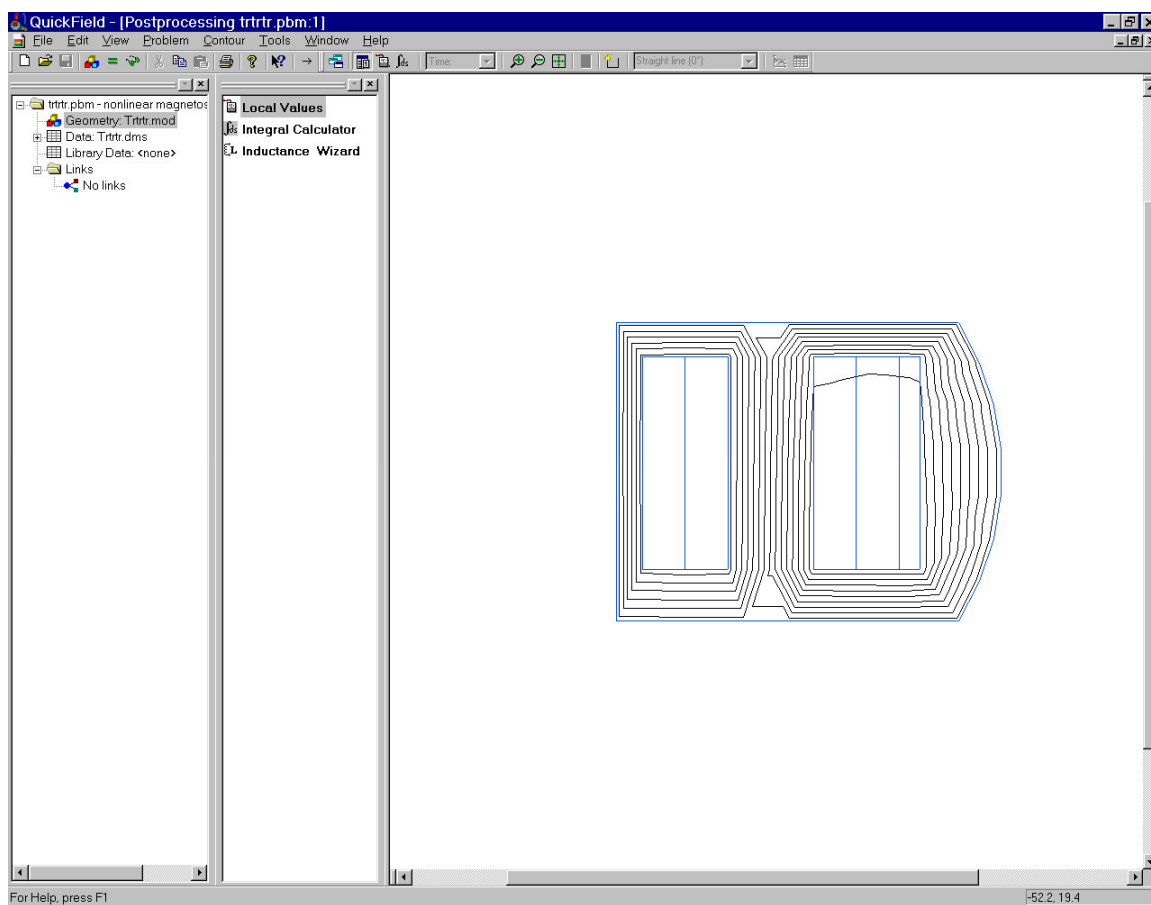 QuickField - [Postprocessing trtrtr.pbm:1]
File Edit View Problem Contour Tools Window Help
Time:
Straight line (0°)
trtrtr.pbm - nonlinear magnetos
Geometry: Trtrtr.mod
Data: Trtrtr.dms
Library Data: <none>
Links
No links
Local Values
Integral Calculator
Inductance Wizard
For Help, press F1
-52.2, 19.4